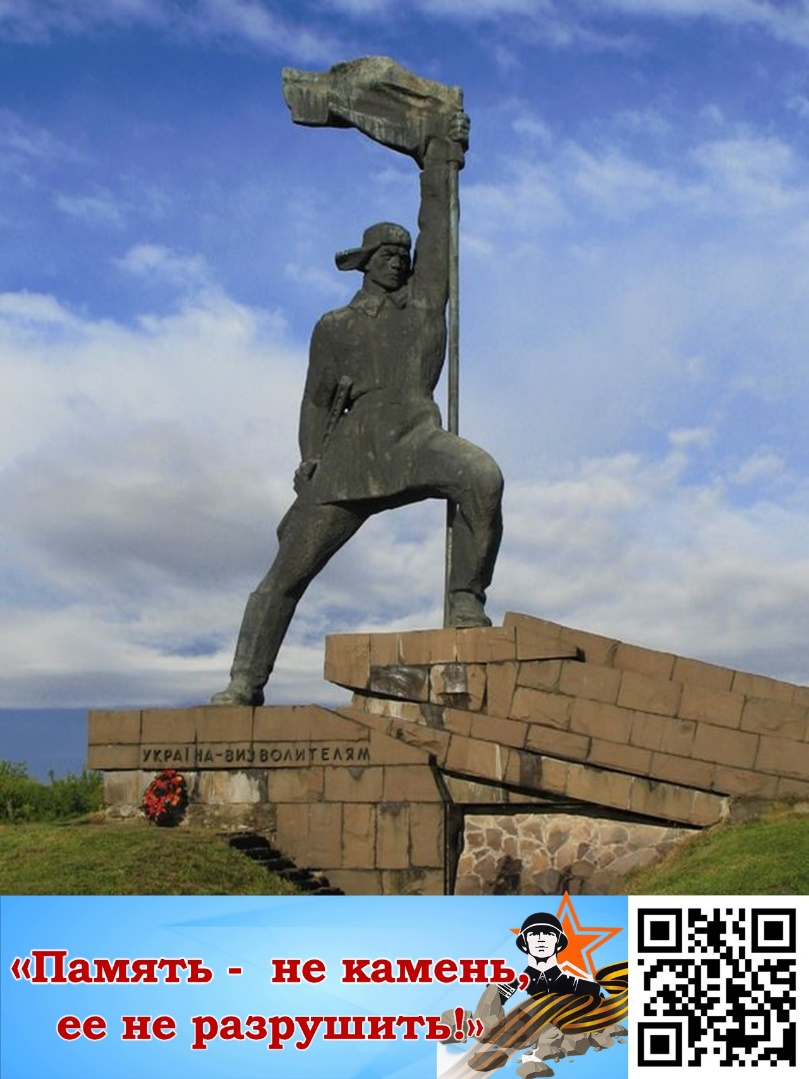 УКРАЇНА-ВИЗВОЛИТЕЛЯМ
«Память - не камень,
ее не разрушить!»